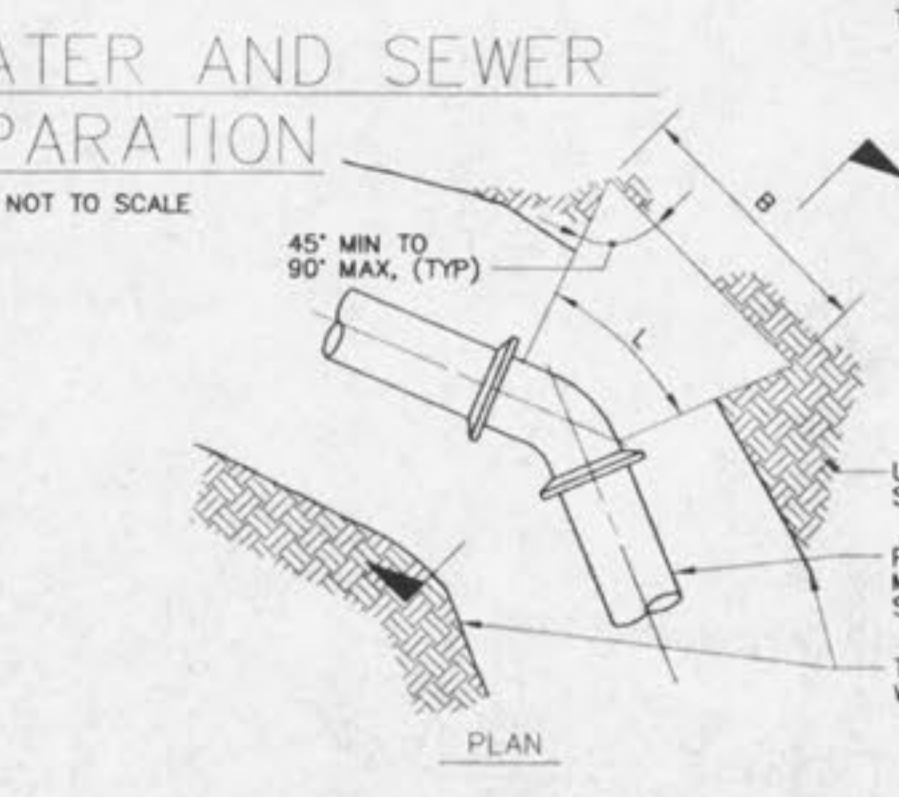 ATER AND SEWER
PARATION
NOT TO SCALE
45° MIN TO
90° MAX, (TYP)
B
L
U
S
F
M
S
T
W
PLAN